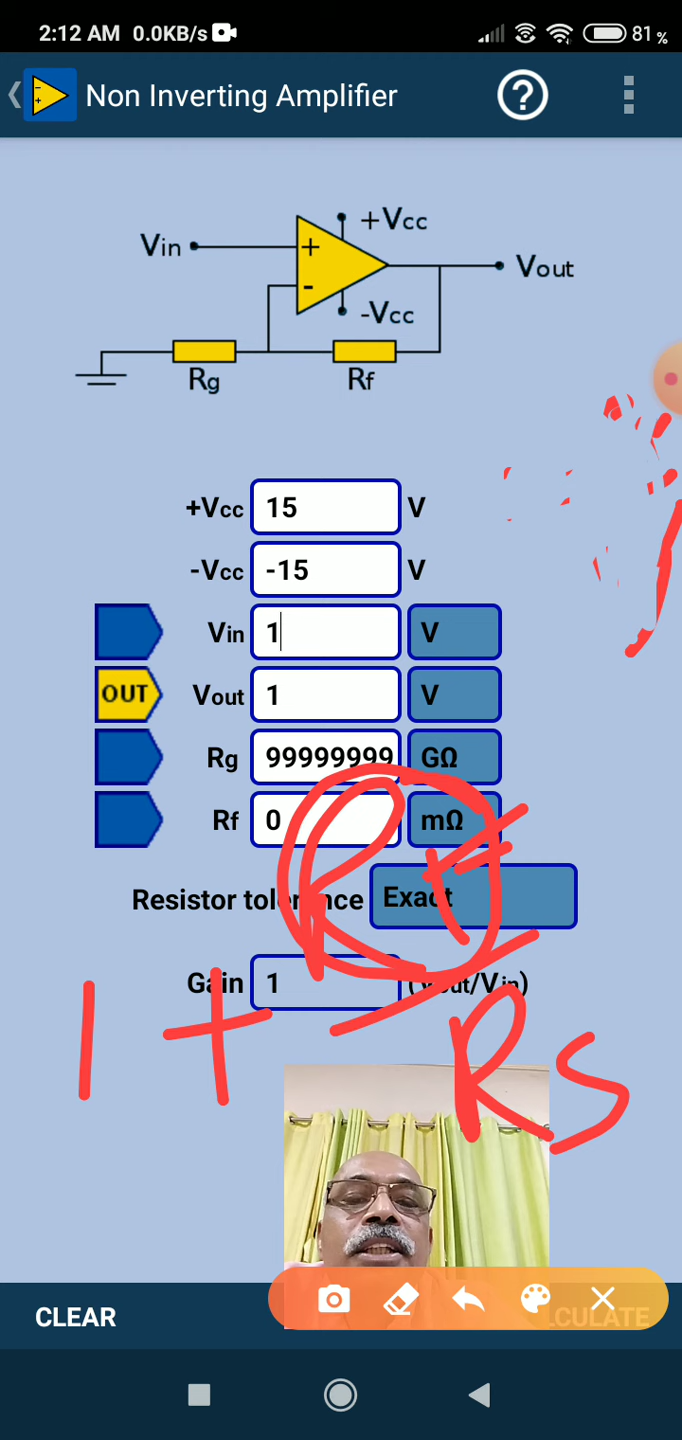 2:12 AM 0.0KB/s 81%
Non Inverting Amplifier ?
+Vcc
Vin + Vout
-
-Vcc
Rg Rf
+Vcc 15 V
-Vcc -15 V
Vin 1 V
OUT Vout 1 V
Rg 99999999 GΩ
Rf 0 mΩ
Resistor tolerance Exact
Gain 1 (Vout/Vin)
1 + RF
RS
CLEAR LCULATE